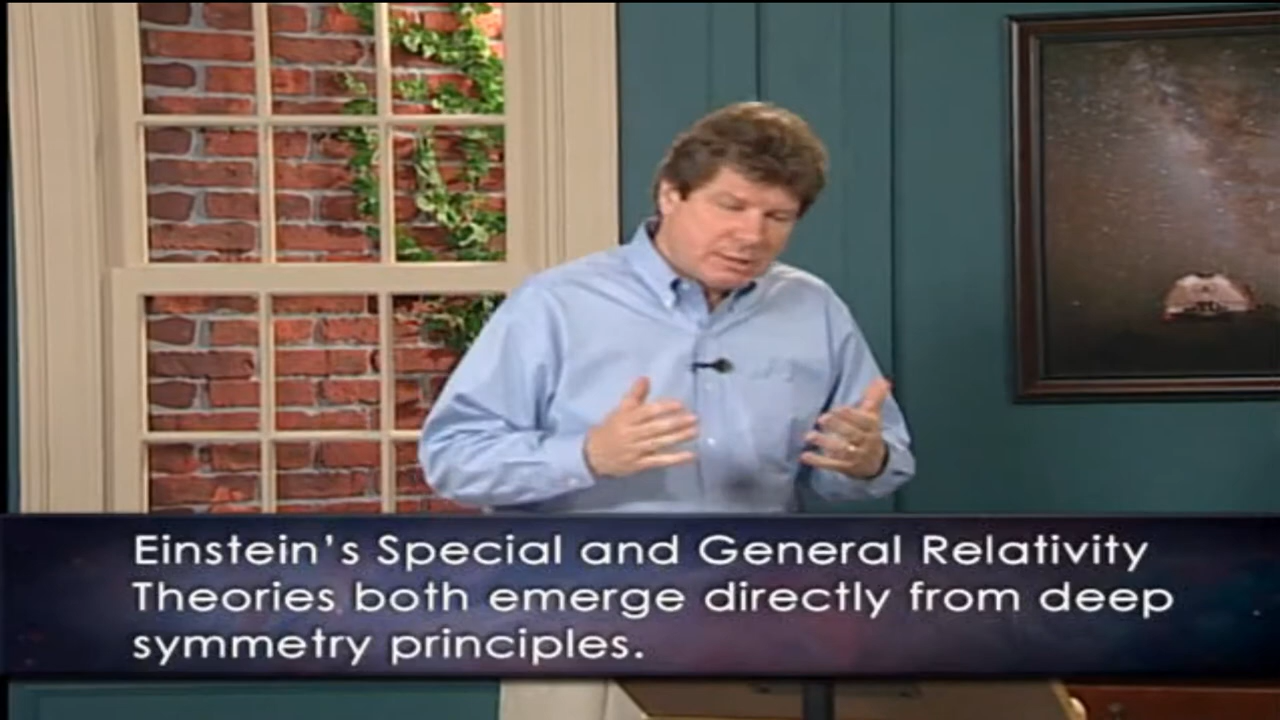 Einstein's Special and General Relativity
Theories both emerge directly from deep
symmetry principles.